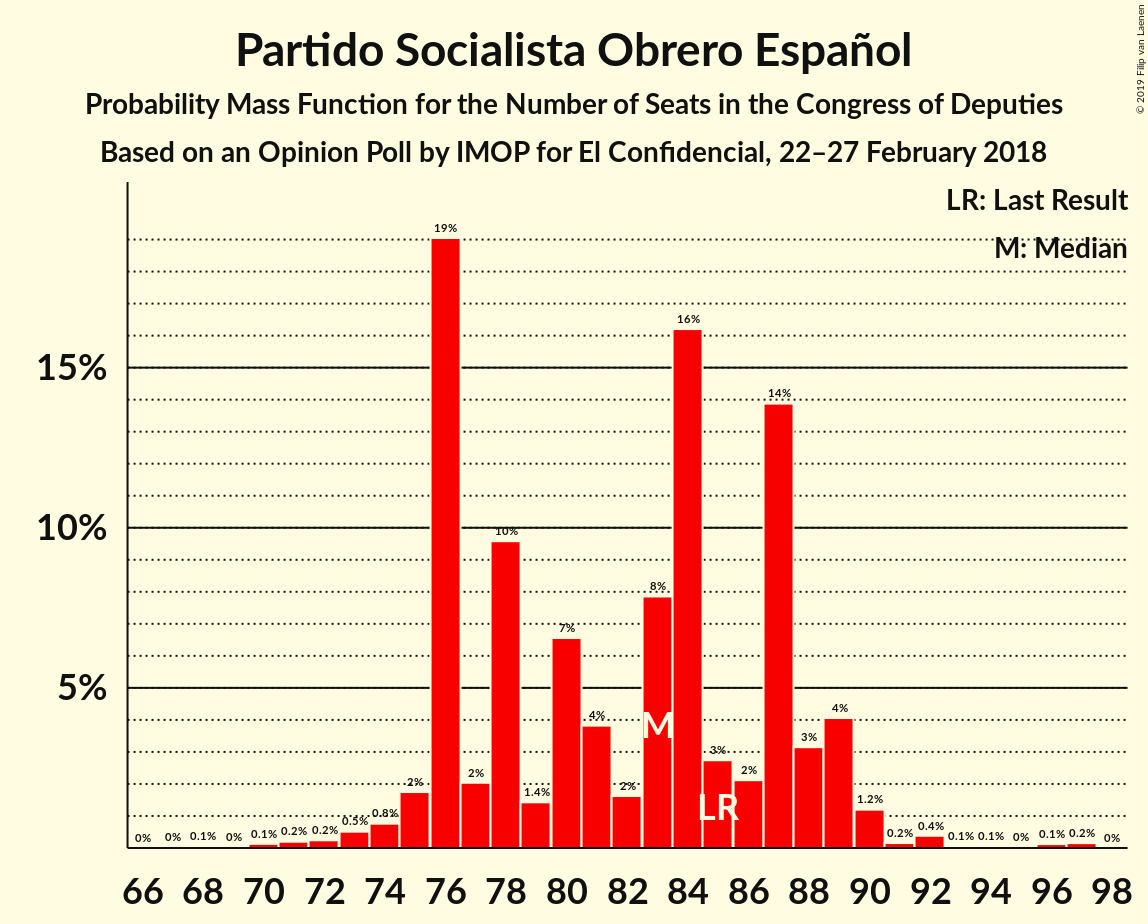 Partido Socialista Obrero Español
Probability Mass Function for the Number of Seats in the Congress of Deputies
Based on an Opinion Poll by IMOP for El Confidencial, 22–27 February 2018
© 2019 Filip van Laenen
LR: Last Result
M: Median
15%
10%
5%
0% 0% 0.1% 0% 0.1% 0.2% 0.2% 0.5% 0.8% 2% 19% 2% 10% 1.4% 7% 4% 2% 8% 16% 3% 2% 14% 3% 4% 1.2% 0.2% 0.4% 0.1% 0.1% 0% 0.1% 0.2% 0%
M
LR
66 68 70 72 74 76 78 80 82 84 86 88 90 92 94 96 98